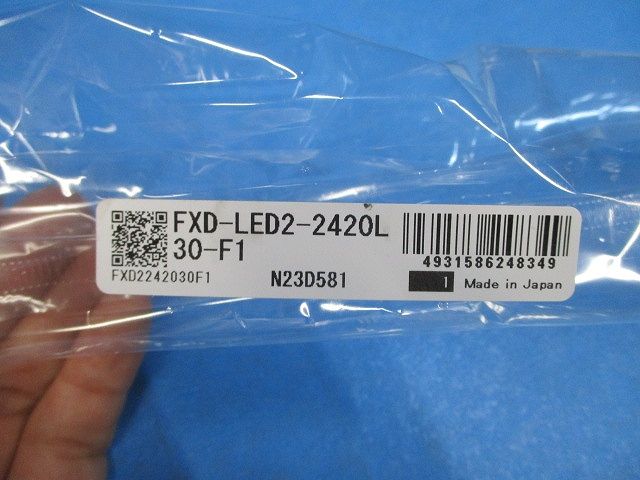 FXD-LED2-2420L
30-F1
FXD2242030F1
N23D581
4931586248349
1
Made in Japan